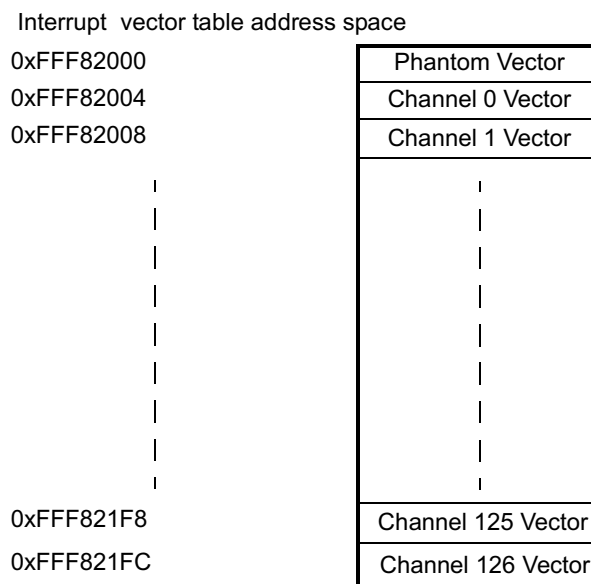 Interrupt vector table address space
0xFFF82000 Phantom Vector
0xFFF82004 Channel 0 Vector
0xFFF82008 Channel 1 Vector
0xFFF821F8 Channel 125 Vector
0xFFF821FC Channel 126 Vector